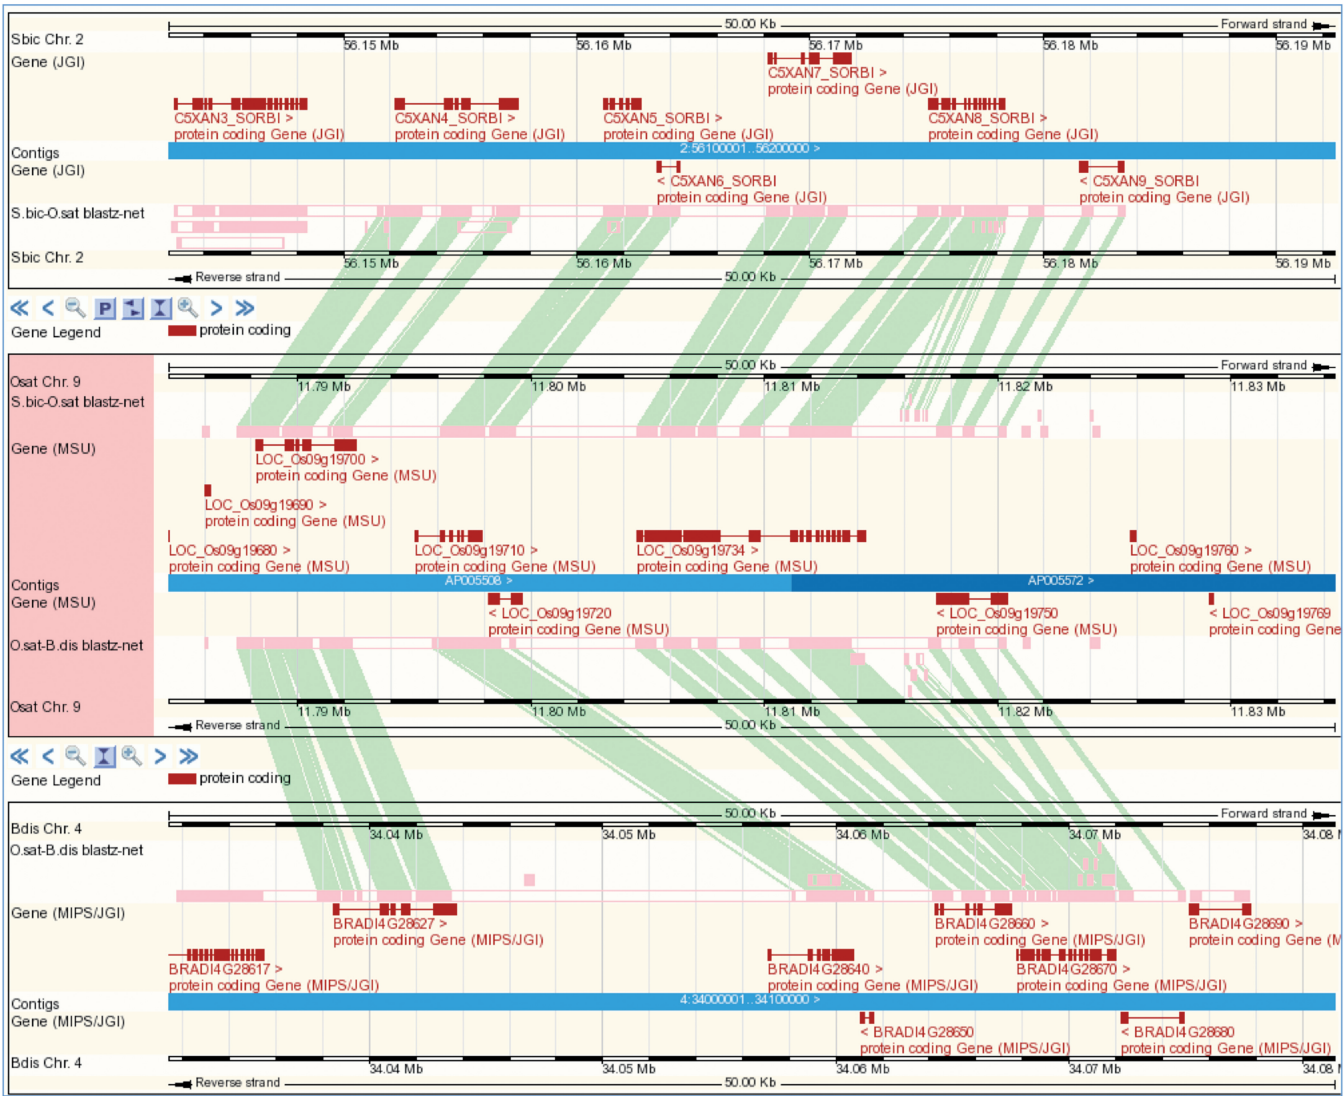 50.00 Kb Forward strand
Sbic Chr. 2
56.15 Mb 56.16 Mb 56.17 Mb 56.18 Mb 56.19 Mb
Gene (JGI)
C5XAN7_SORBI >
protein coding Gene (JGI)
C5XAN3_SORBI > C5XAN4_SORBI > C5XAN5_SORBI > C5XAN8_SORBI >
protein coding Gene (JGI) protein coding Gene (JGI) protein coding Gene (JGI) protein coding Gene (JGI)
Contigs 2:56100001..56200000 >
Gene (JGI)
< C5XAN6_SORBI < C5XAN9_SORBI
protein coding Gene (JGI) protein coding Gene (JGI)
S.bic-O.sat blastz-net
Sbic Chr. 2
56.15 Mb 56.16 Mb 56.17 Mb 56.18 Mb 56.19 Mb
Reverse strand 50.00 Kb
P
Gene Legend protein coding
50.00 Kb Forward strand
Osat Chr. 9
11.79 Mb 11.80 Mb 11.81 Mb 11.82 Mb 11.83 Mb
S.bic-O.sat blastz-net
Gene (MSU)
LOC_Os09g19700 >
protein coding Gene (MSU)
LOC_Os09g19690 >
protein coding Gene (MSU)
LOC_Os09g19680 > LOC_Os09g19710 > LOC_Os09g19734 > LOC_Os09g19760 >
protein coding Gene (MSU) protein coding Gene (MSU) protein coding Gene (MSU) protein coding Gene (MSU)
Contigs AP005508 > AP005572 >
Gene (MSU)
< LOC_Os09g19720 < LOC_Os09g19750 < LOC_Os09g19769
protein coding Gene (MSU) protein coding Gene (MSU) protein coding Gene
O.sat-B.dis blastz-net
Osat Chr. 9
11.79 Mb 11.80 Mb 11.81 Mb 11.82 Mb 11.83 Mb
Reverse strand 50.00 Kb
Gene Legend protein coding
50.00 Kb Forward strand
Bdis Chr. 4
34.04 Mb 34.05 Mb 34.06 Mb 34.07 Mb 34.08
O.sat-B.dis blastz-net
Gene (MIPS/JGI)
BRADI4G28627 > BRADI4G28660 > BRADI4G28690 >
protein coding Gene (MIPS/JGI) protein coding Gene (MIPS/JGI) protein coding Gene (M
BRADI4G28617 > BRADI4G28640 > BRADI4G28670 >
protein coding Gene (MIPS/JGI) protein coding Gene (MIPS/JGI) protein coding Gene (MIPS/JGI)
Contigs 4:34000001..34100000 >
Gene (MIPS/JGI)
< BRADI4G28650 < BRADI4G28680
protein coding Gene (MIPS/JGI) protein coding Gene (MIPS/JGI)
Bdis Chr. 4
34.04 Mb 34.05 Mb 34.06 Mb 34.07 Mb 34.08
Reverse strand 50.00 Kb